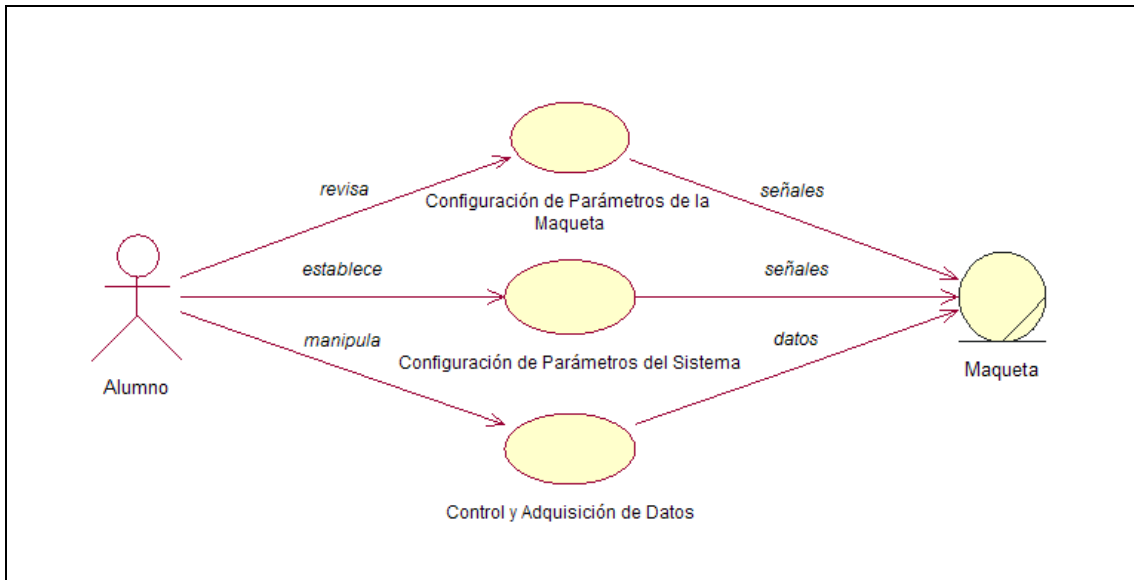 revisa
señales
Configuración de Parámetros de la
Maqueta
establece
señales
manipula
Configuración de Parámetros del Sistema
datos
Alumno
Maqueta
Control y Adquisición de Datos